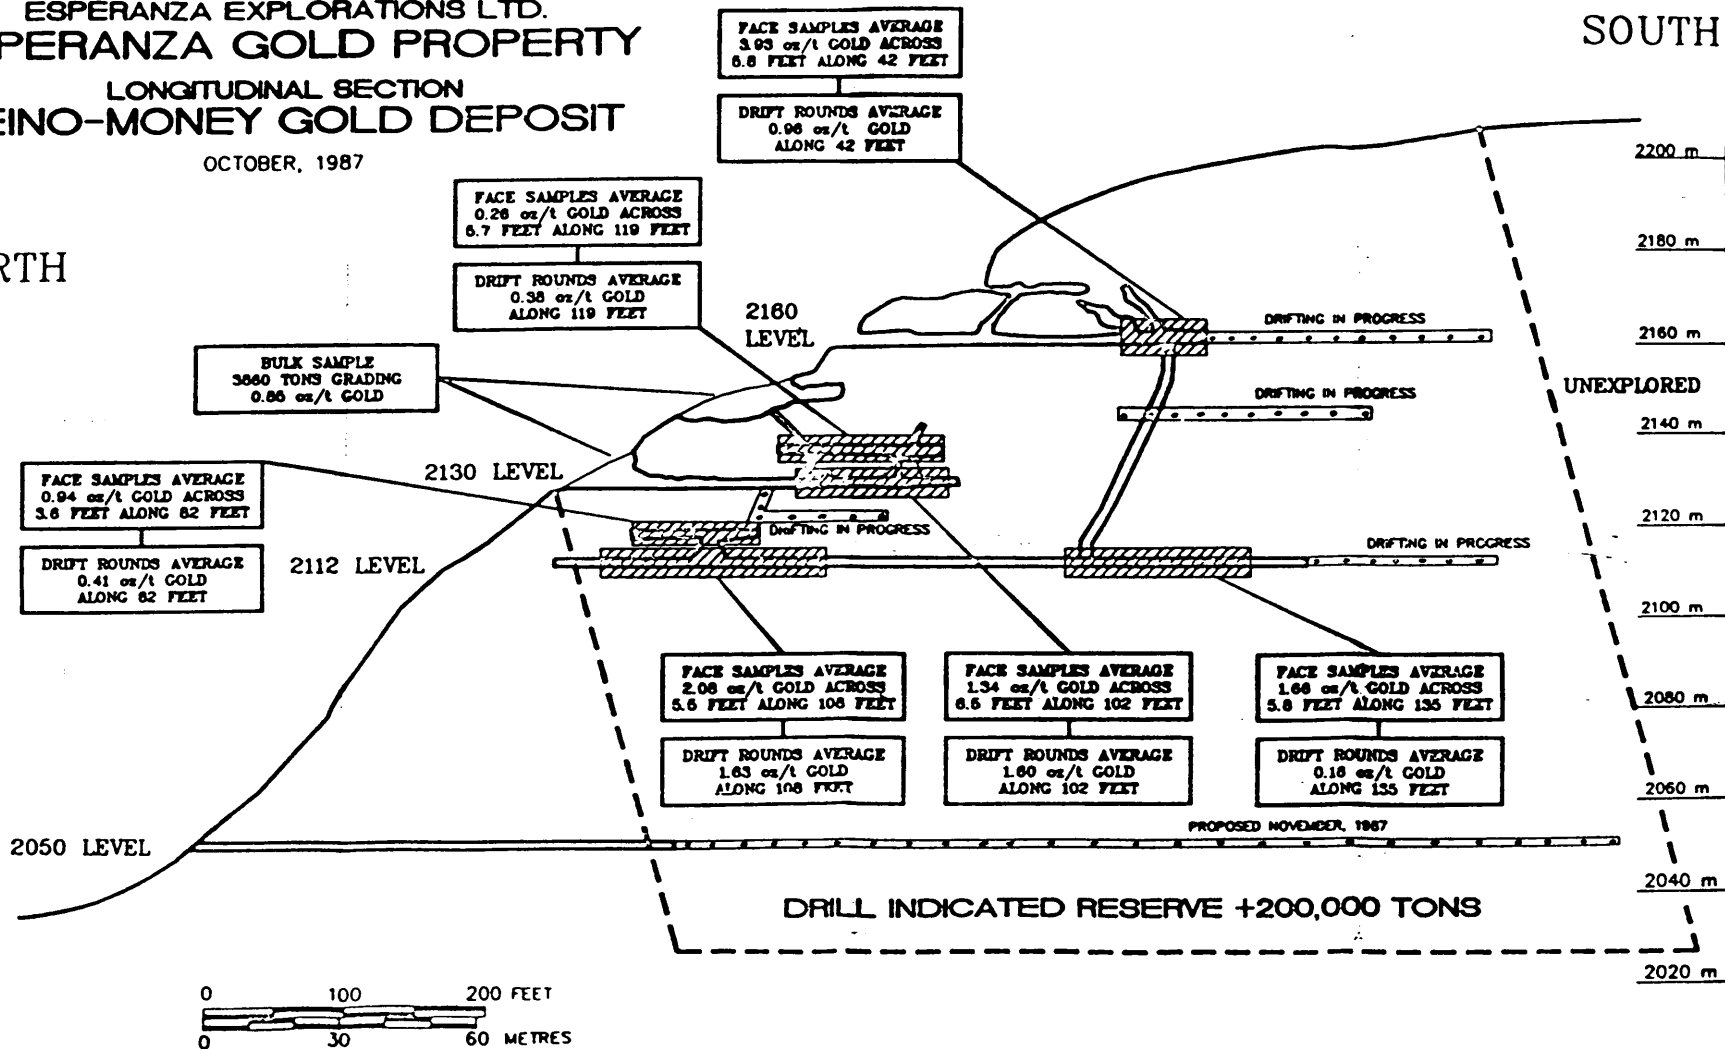 ESPERANZA EXPLORATIONS LTD.
PERANZA GOLD PROPERTY
LONGITUDINAL SECTION
EINO-MONEY GOLD DEPOSIT
OCTOBER, 1987
SOUTH
RTH
FACE SAMPLES AVERAGE
3.93 oz/t GOLD ACROSS
6.8 FEET ALONG 42 FEET
DRIFT ROUNDS AVERAGE
0.96 oz/t GOLD
ALONG 42 FEET
FACE SAMPLES AVERAGE
0.26 oz/t GOLD ACROSS
6.7 FEET ALONG 119 FEET
DRIFT ROUNDS AVERAGE
0.38 oz/t GOLD
ALONG 119 FEET
BULK SAMPLE
3860 TONS GRADING
0.86 oz/t GOLD
FACE SAMPLES AVERAGE
0.94 oz/t GOLD ACROSS
3.6 FEET ALONG 62 FEET
DRIFT ROUNDS AVERAGE
0.41 oz/t GOLD
ALONG 62 FEET
2160
LEVEL
2130 LEVEL
2112 LEVEL
2050 LEVEL
DRIFTING IN PROGRESS
DRIFTING IN PROGRESS
DRIFTING IN PROGRESS
DRIFTING IN PROGRESS
UNEXPLORED
2200 m
2180 m
2160 m
2140 m
2120 m
2100 m
2080 m
2060 m
2040 m
2020 m
FACE SAMPLES AVERAGE
2.08 oz/t GOLD ACROSS
5.5 FEET ALONG 108 FEET
DRIFT ROUNDS AVERAGE
1.63 oz/t GOLD
ALONG 108 FEET
FACE SAMPLES AVERAGE
1.34 oz/t GOLD ACROSS
6.5 FEET ALONG 102 FEET
DRIFT ROUNDS AVERAGE
1.60 oz/t GOLD
ALONG 102 FEET
FACE SAMPLES AVERAGE
1.66 oz/t GOLD ACROSS
5.8 FEET ALONG 135 FEET
DRIFT ROUNDS AVERAGE
0.16 oz/t GOLD
ALONG 135 FEET
PROPOSED NOVEMBER, 1987
DRILL INDICATED RESERVE +200,000 TONS
0 100 200 FEET
0 30 60 METRES